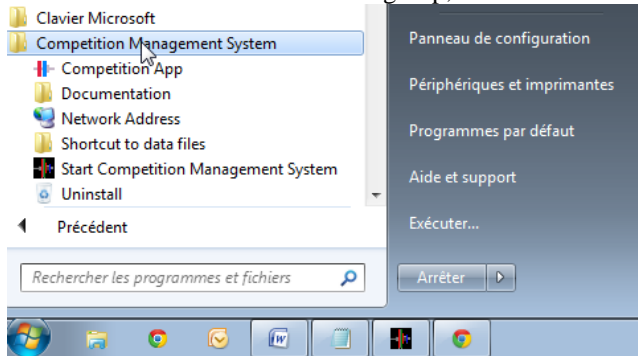 Clavier Microsoft
Competition Management System
Competition App
Documentation
Network Address
Shortcut to data files
Start Competition Management System
Uninstall
Précédent
Rechercher les programmes et fichiers
Panneau de configuration
Périphériques et imprimantes
Programmes par défaut
Aide et support
Exécuter...
Arrêter